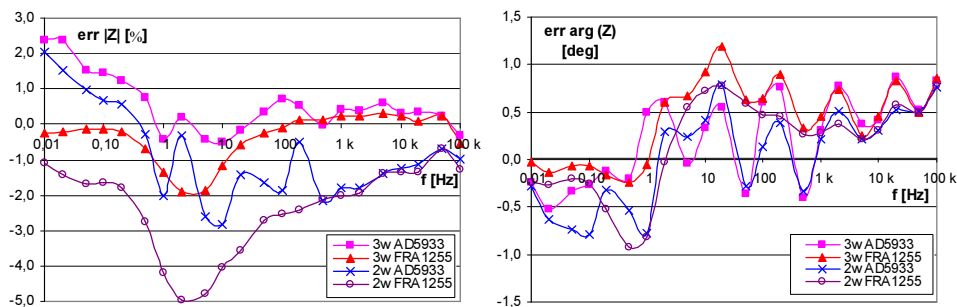 3,0
err |Z| [%]
2,0
1,0
0,0
0,01 0,10 1 10 100 1 k 10 k 100 k
-1,0
f [Hz]
-2,0
-3,0
-4,0
-5,0
3w AD5933
3w FRA1255
2w AD5933
2w FRA1255
1,5
err arg (Z)
[deg]
1,0
0,5
0,0
0,01 0,10 1 10 100 1 k 10 k 100 k
f [Hz]
-0,5
-1,0
-1,5
3w AD5933
3w FRA1255
2w AD5933
2w FRA1255